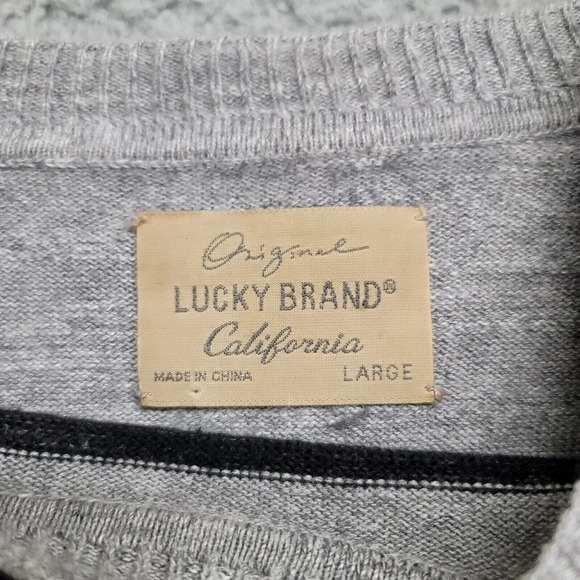 Original
LUCKY BRAND®
California
MADE IN CHINA LARGE